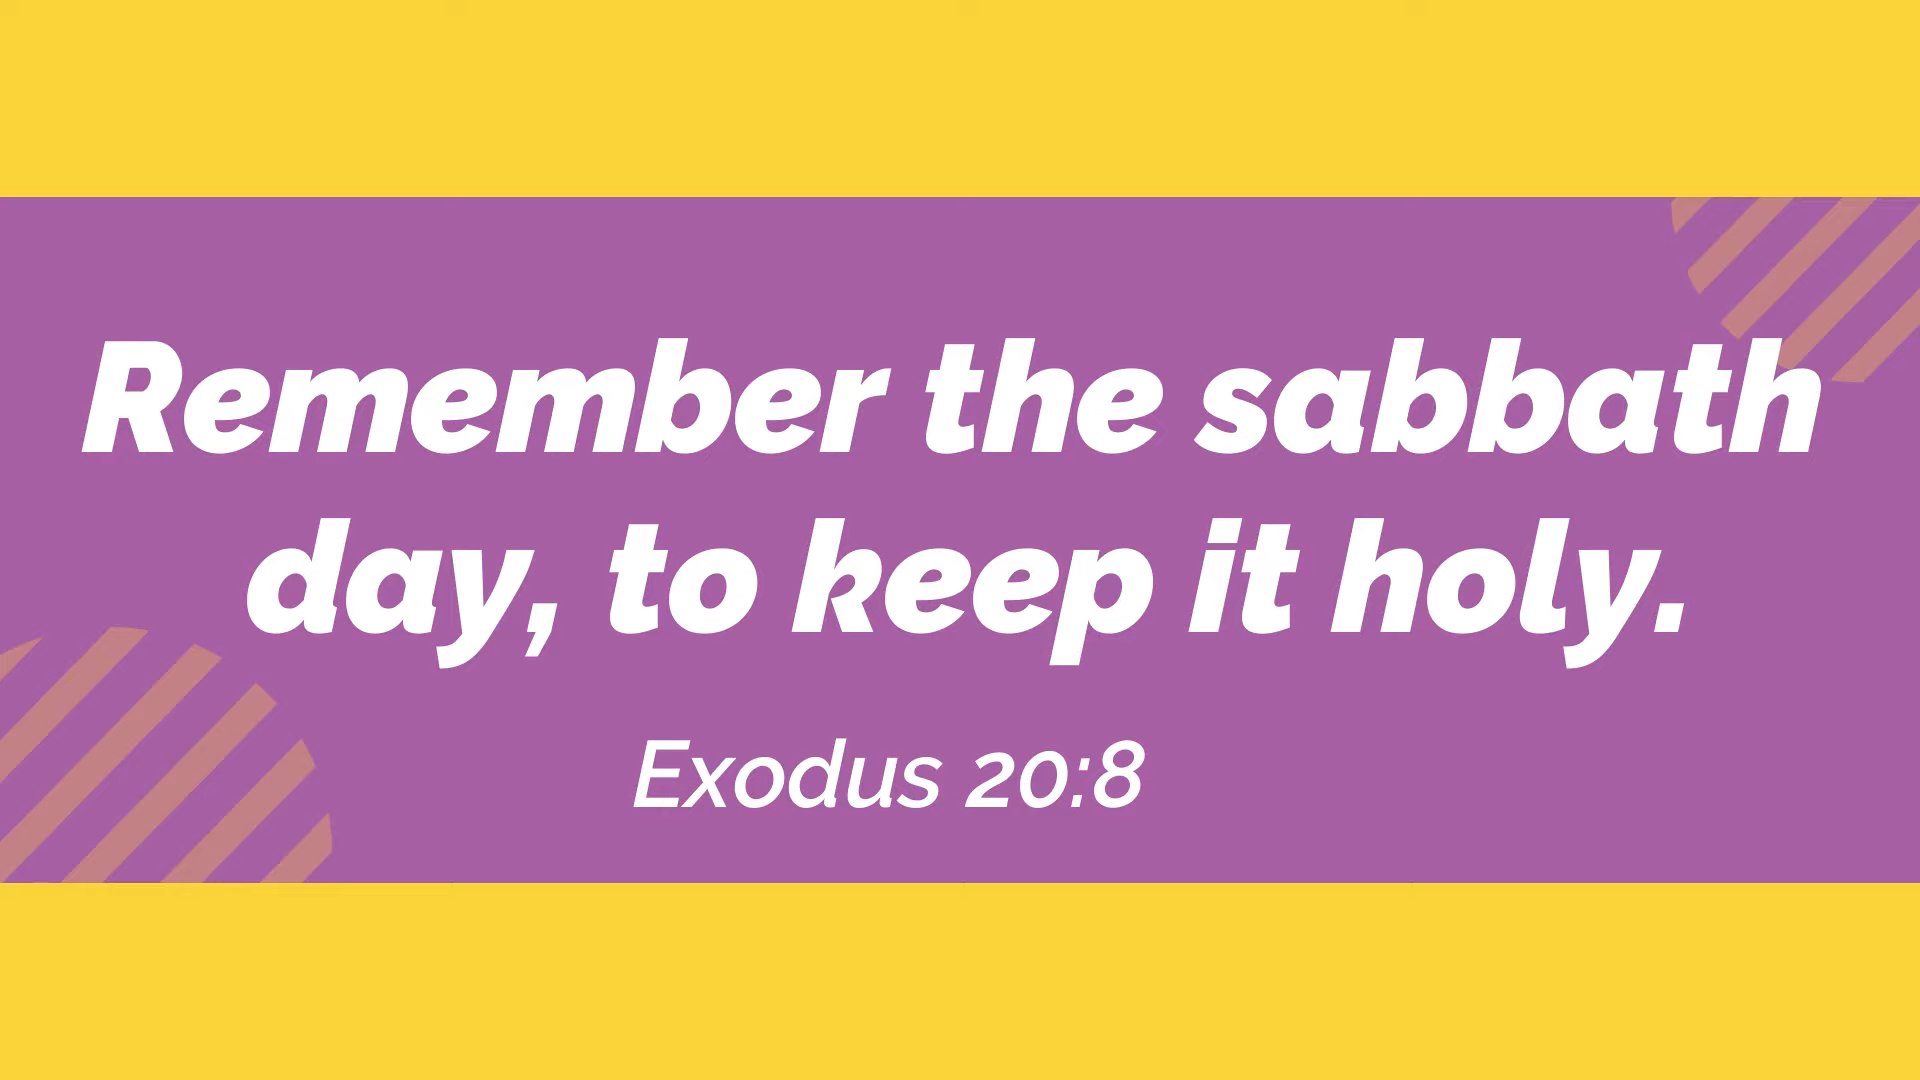 Remember the sabbath
day, to keep it holy.
Exodus 20:8